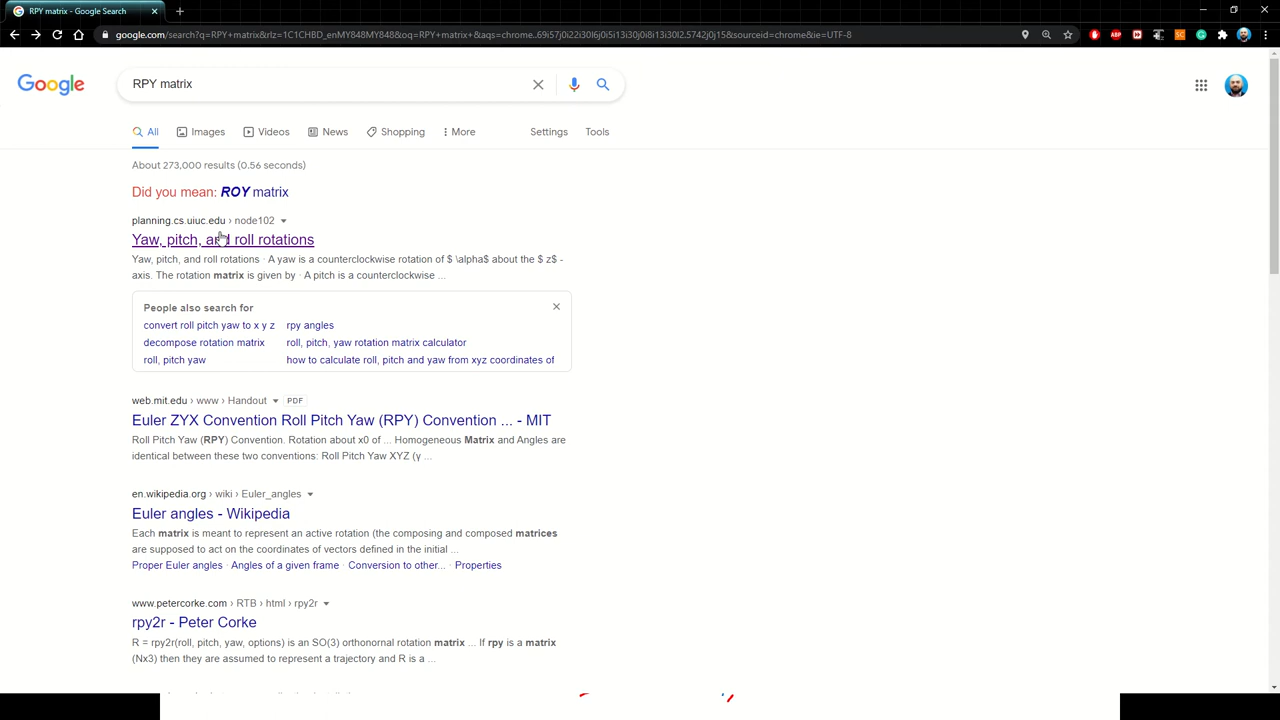 RPY matrix - Google Search
google.com/search?q=RPY+matrix&rlz=1C1CHBD_enMY848MY848&oq=RPY+matrix+&aqs=chrome..69i57j0i22i30l6j0i5i13i30j0i8i13i30l2.5742j0j15&sourceid=chrome&ie=UTF-8
Google
RPY matrix
All Images Videos News Shopping More Settings Tools
About 273,000 results (0.56 seconds)
Did you mean: ROY matrix
planning.cs.uiuc.edu › node102
Yaw, pitch, and roll rotations
Yaw, pitch, and roll rotations · A yaw is a counterclockwise rotation of $ \alpha$ about the $ z$ -
axis. The rotation matrix is given by · A pitch is a counterclockwise ...
People also search for
convert roll pitch yaw to x y z rpy angles
decompose rotation matrix roll, pitch, yaw rotation matrix calculator
roll, pitch yaw how to calculate roll, pitch and yaw from xyz coordinates of
web.mit.edu › www › Handout PDF
Euler ZYX Convention Roll Pitch Yaw (RPY) Convention ... - MIT
Roll Pitch Yaw (RPY) Convention. Rotation about x0 of ... Homogeneous Matrix and Angles are
identical between these two conventions: Roll Pitch Yaw XYZ (γ ...
en.wikipedia.org › wiki › Euler_angles
Euler angles - Wikipedia
Each matrix is meant to represent an active rotation (the composing and composed matrices
are supposed to act on the coordinates of vectors defined in the initial ...
Proper Euler angles · Angles of a given frame · Conversion to other... · Properties
www.petercorke.com › RTB › html › rpy2r
rpy2r - Peter Corke
R = rpy2r(roll, pitch, yaw, options) is an SO(3) orthonornal rotation matrix ... If rpy is a matrix
(Nx3) then they are assumed to represent a trajectory and R is a ...